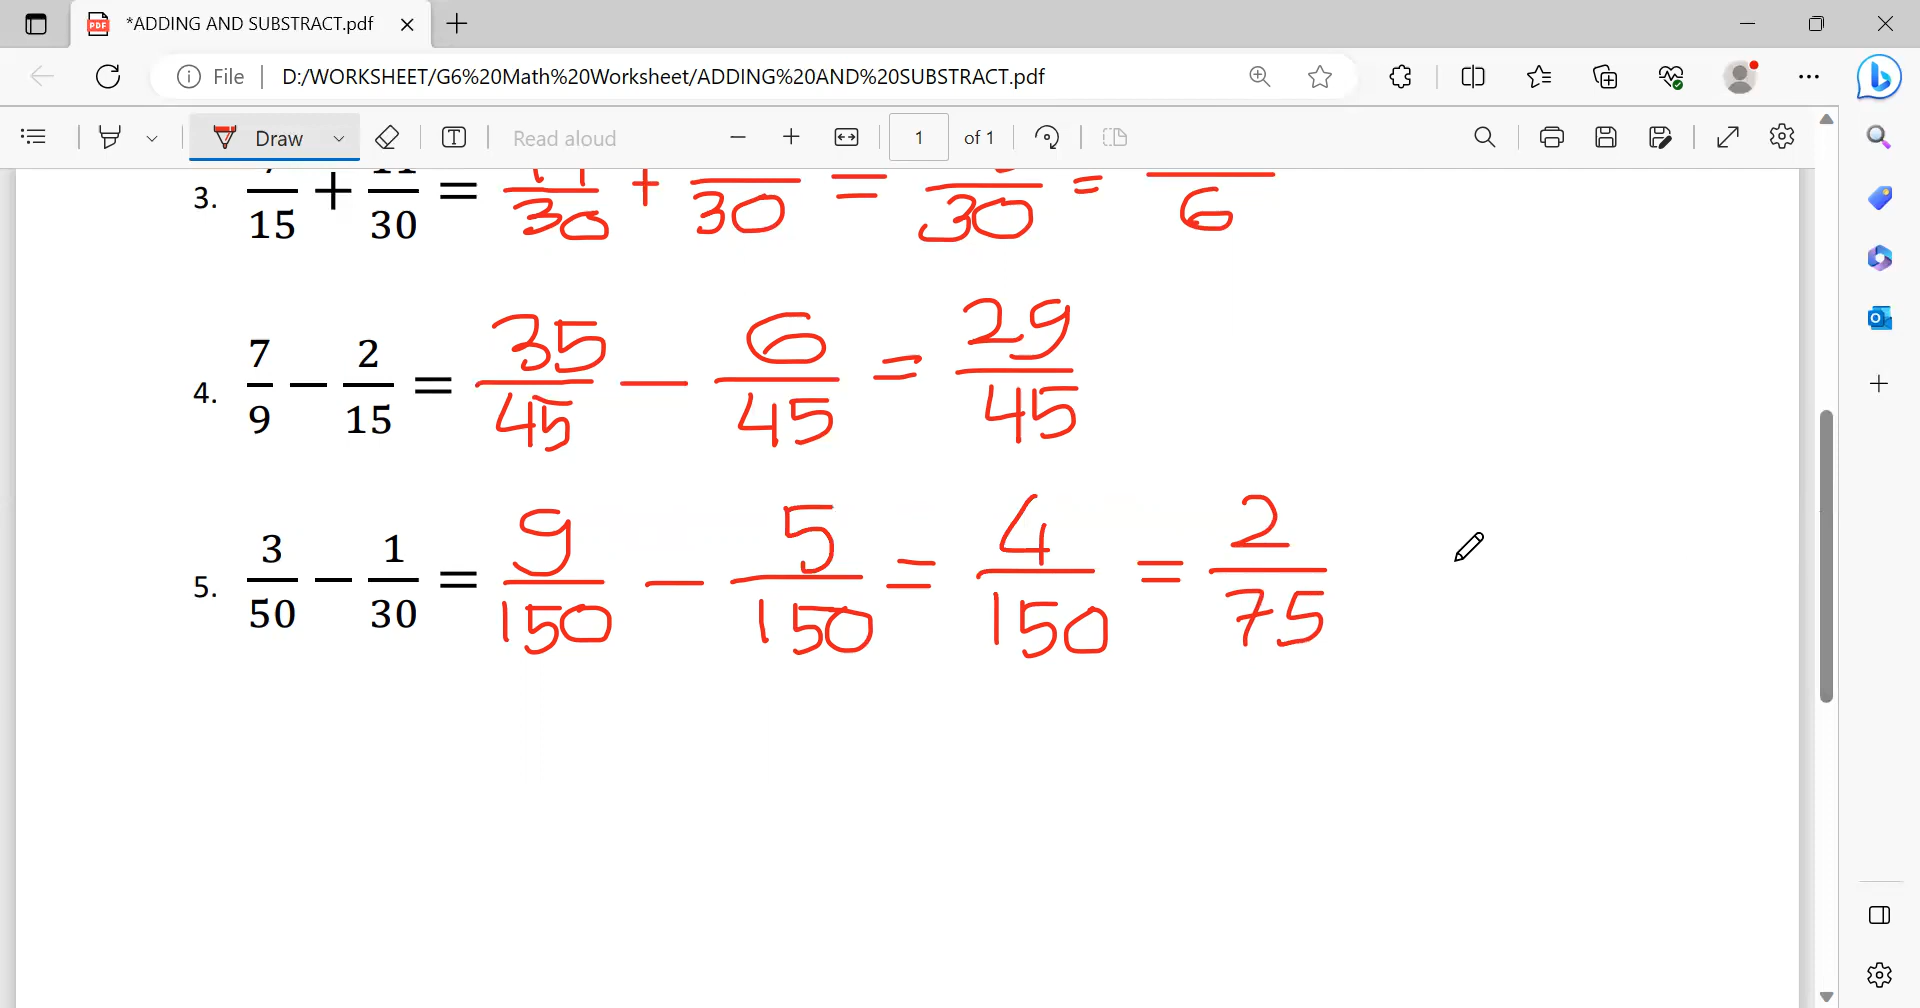 *ADDING AND SUBSTRACT.pdf
File D:/WORKSHEET/G6%20Math%20Worksheet/ADDING%20AND%20SUBSTRACT.pdf
Draw Read aloud 1 of 1
3. /15 + /30 = /30 + /30 = /30 = /6
4. 7/9 − 2/15 = 35/45 − 6/45 = 29/45
5. 3/50 − 1/30 = 9/150 − 5/150 = 4/150 = 2/75